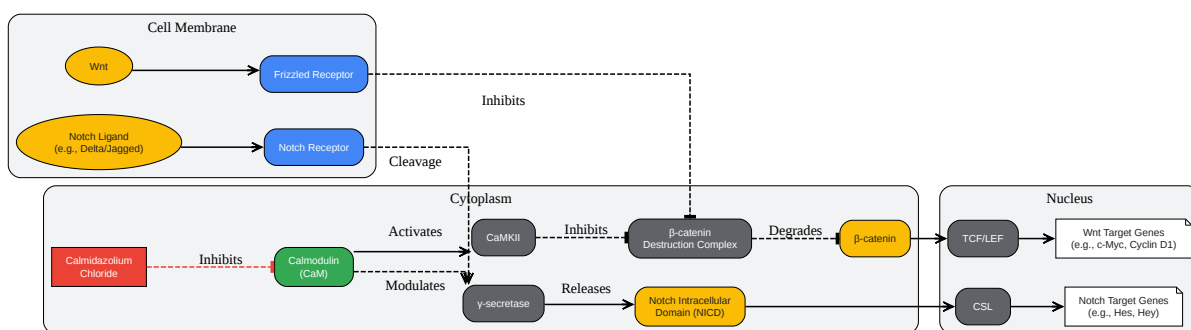 Cell Membrane
Wnt
Frizzled Receptor
Inhibits
Notch Ligand
(e.g., Delta/Jagged)
Notch Receptor
Cleavage
Cytoplasm
Nucleus
Activates
CaMKII
Inhibits
β-catenin
Destruction Complex
Degrades
β-catenin
TCF/LEF
Wnt Target Genes
(e.g., c-Myc, Cyclin D1)
Calmidazolium
Chloride
Inhibits
Calmodulin
(CaM)
Modulates
γ-secretase
Releases
Notch Intracellular
Domain (NICD)
CSL
Notch Target Genes
(e.g., Hes, Hey)